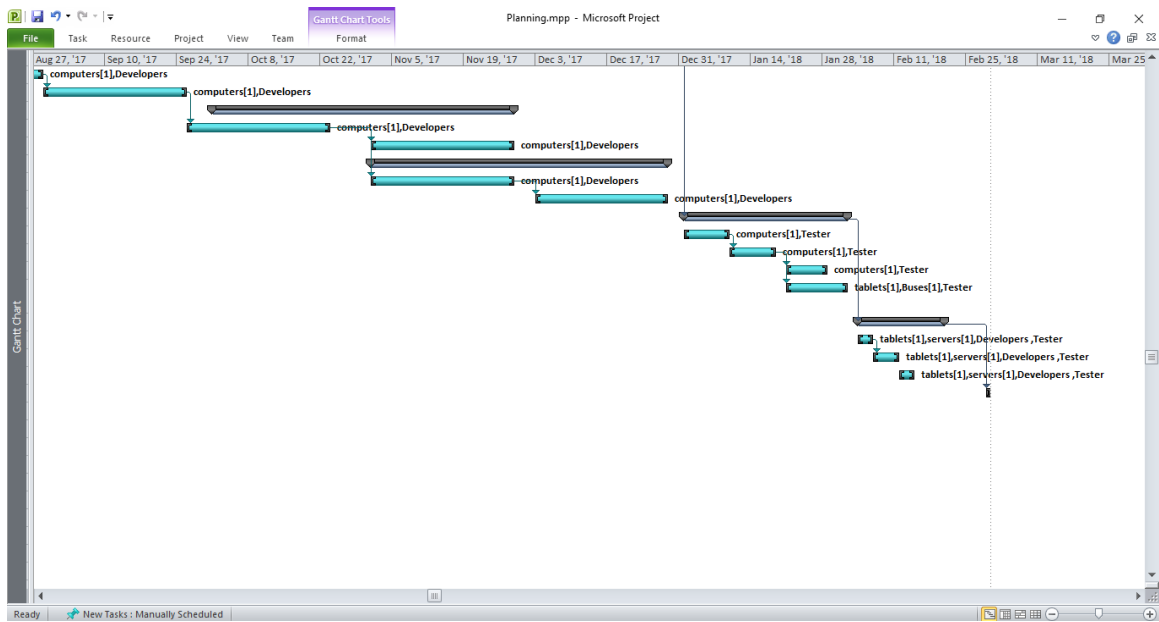 Gantt Chart Tools
Planning.mpp - Microsoft Project
File Task Resource Project View Team Format
Aug 27, '17 Sep 10, '17 Sep 24, '17 Oct 8, '17 Oct 22, '17 Nov 5, '17 Nov 19, '17 Dec 3, '17 Dec 17, '17 Dec 31, '17 Jan 14, '18 Jan 28, '18 Feb 11, '18 Feb 25, '18 Mar 11, '18 Mar 25
computers[1],Developers
computers[1],Developers
computers[1],Developers
computers[1],Developers
computers[1],Developers
computers[1],Developers
computers[1],Tester
computers[1],Tester
computers[1],Tester
tablets[1],Buses[1],Tester
Gantt Chart
tablets[1],servers[1],Developers ,Tester
tablets[1],servers[1],Developers ,Tester
tablets[1],servers[1],Developers ,Tester
Ready New Tasks : Manually Scheduled